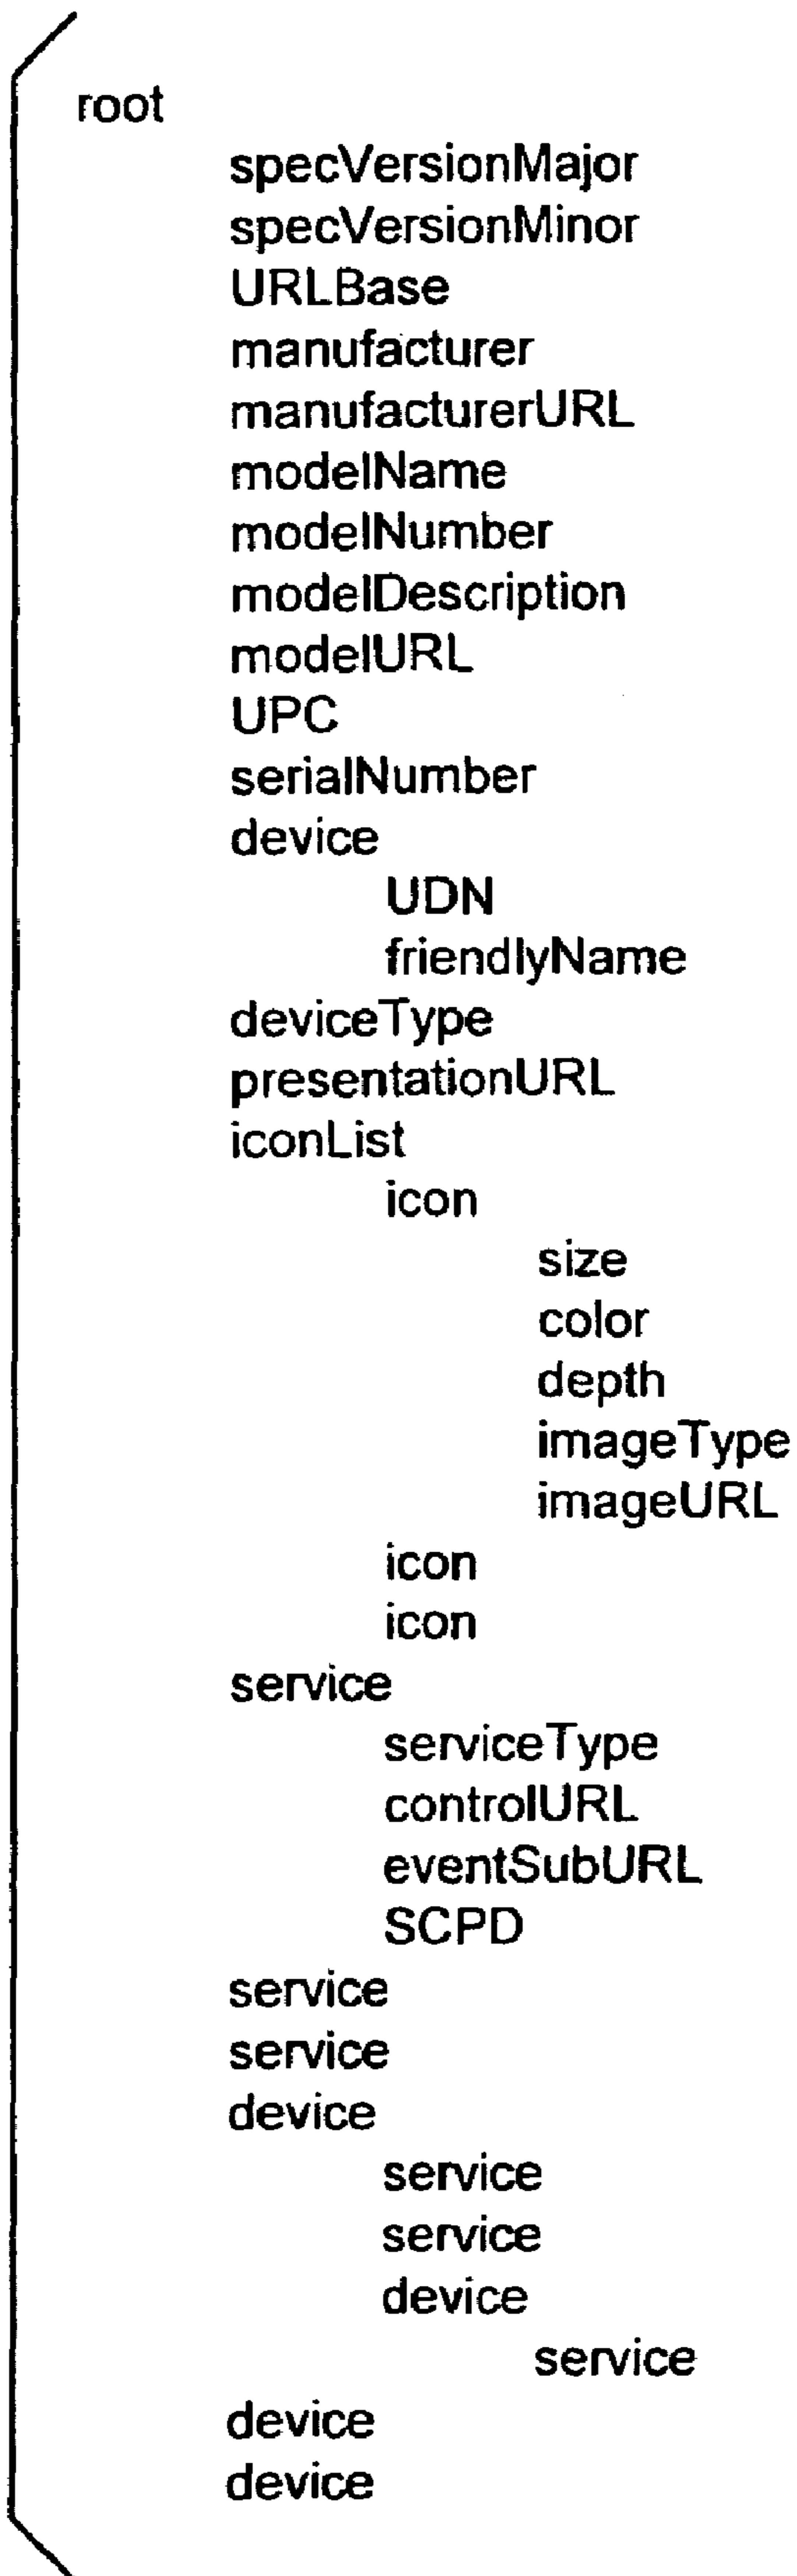 root
specVersionMajor
specVersionMinor
URLBase
manufacturer
manufacturerURL
modelName
modelNumber
modelDescription
modelURL
UPC
serialNumber
device
UDN
friendlyName
deviceType
presentationURL
iconList
icon
size
color
depth
imageType
imageURL
icon
icon
service
serviceType
controlURL
eventSubURL
SCPD
service
service
device
service
service
device
service
device
device